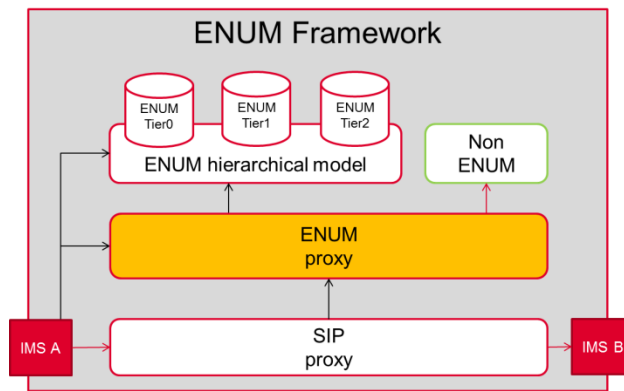 ENUM Framework
ENUM
Tier0
ENUM
Tier1
ENUM
Tier2
ENUM hierarchical model
Non
ENUM
ENUM
proxy
IMS A
SIP
proxy
IMS B